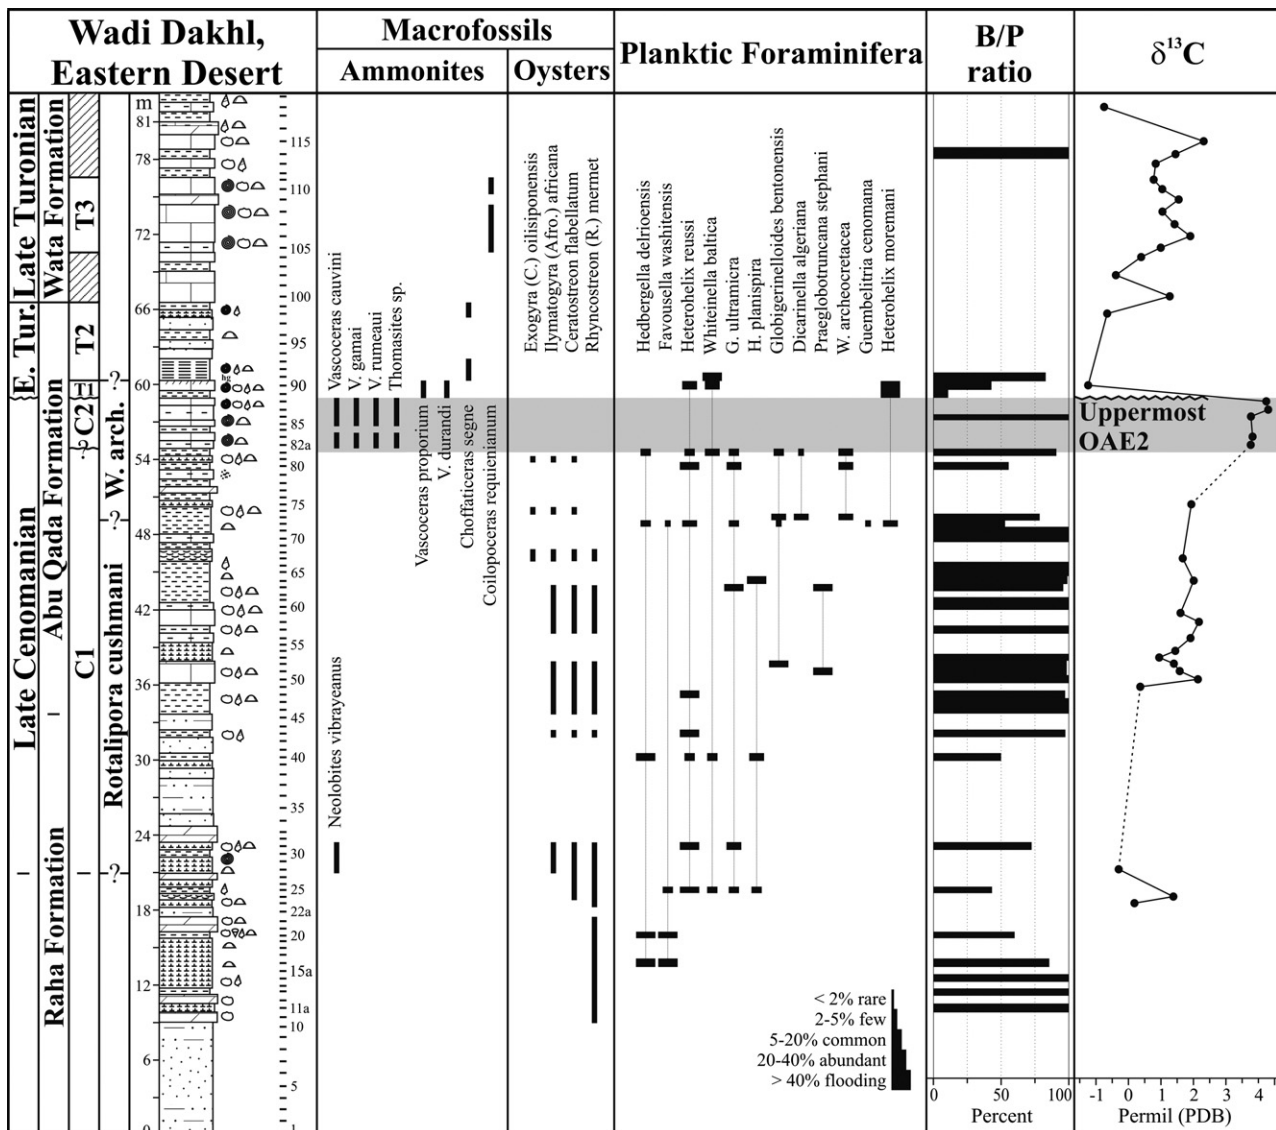 Wadi Dakhl,
Eastern Desert
Macrofossils
Ammonites
Oysters
Planktic Foraminifera
B/P
ratio
δ13C
Late Cenomanian
E. Tur.
Late Turonian
Raha Formation
Abu Qada Formation
Wata Formation
C1
C2
T1
T2
T3
Rotalipora cushmani
W. arch.
?
?
?
?
m
81
78
72
66
60
54
48
42
36
30
24
18
12
6
0
hg
115
110
105
100
95
90
85
82a
80
75
70
65
60
55
50
45
40
35
30
25
22a
20
15a
11a
10
5
1
Neolobites vibrayeanus
Vascoceras cauvini
V. gamai
V. rumeaui
Thomasites sp.
Vascoceras proporium
V. durandi
Choffaticeras segne
Coilopoceras requienianum
Exogyra (C.) oilisiponensis
Ilymatogyra (Afro.) africana
Ceratostreon flabellatum
Rhyncostreon (R.) mermet
Hedbergella delrioensis
Favousella washitensis
Heterohelix reussi
Whiteinella baltica
G. ultramicra
H. planispira
Globigerinelloides bentonensis
Dicarinella algeriana
Praeglobotruncana stephani
W. archeocretacea
Guembelitria cenomana
Heterohelix moremani
Uppermost
OAE2
< 2% rare
2-5% few
5-20% common
20-40% abundant
> 40% flooding
0 50 100
Percent
-1 0 1 2 3 4
Permil (PDB)